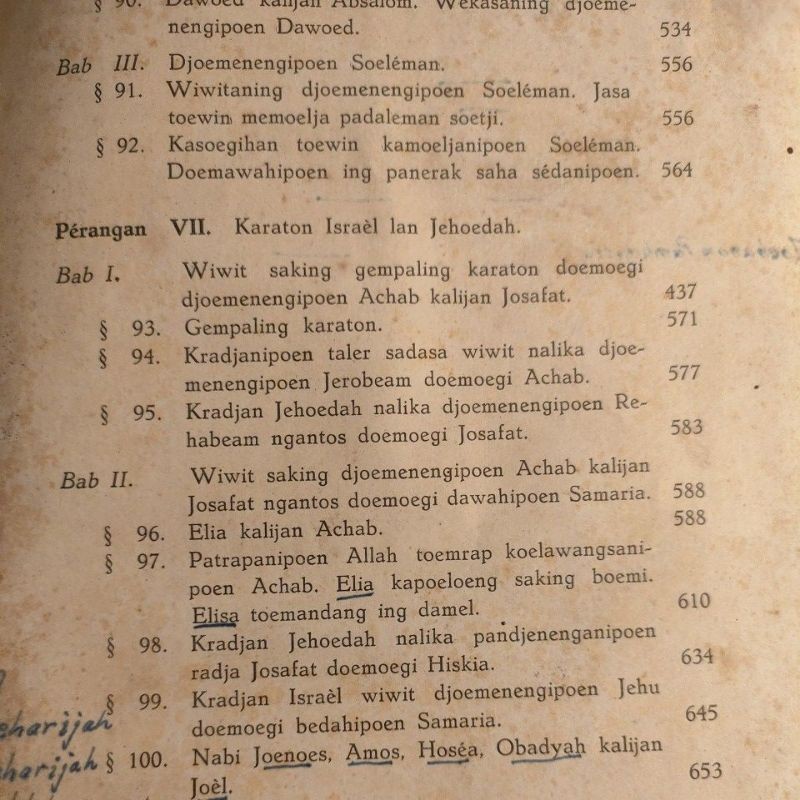 § 90. Dawoed kalijan Absalom. Wekasaning djoeme-
nengipoen Dawoed. 534
Bab III. Djoemenengipoen Soeléman. 556
§ 91. Wiwitaning djoemenengipoen Soeléman. Jasa
toewin memoelja padaleman soetji. 556
§ 92. Kasoegihan toewin kamoeljanipoen Soeléman.
Doemawahipoen ing panerak saha sédanipoen. 564
Pérangan VII. Karaton Israèl lan Jehoedah.
Bab I. Wiwit saking gempaling karaton doemoegi
djoemenengipoen Achab kalijan Josafat. 437
§ 93. Gempaling karaton. 571
§ 94. Kradjanipoen taler sadasa wiwit nalika djoe-
menengipoen Jerobeam doemoegi Achab. 577
§ 95. Kradjan Jehoedah nalika djoemenengipoen Re-
habeam ngantos doemoegi Josafat. 583
Bab II. Wiwit saking djoemenengipoen Achab kalijan
Josafat ngantos doemoegi dawahipoen Samaria. 588
§ 96. Elia kalijan Achab. 588
§ 97. Patrapanipoen Allah toemrap koelawangsani-
poen Achab. Elia kapoeloeng saking boemi.
Elisa toemandang ing damel. 610
§ 98. Kradjan Jehoedah nalika pandjenenganipoen
radja Josafat doemoegi Hiskia. 634
§ 99. Kradjan Israèl wiwit djoemenengipoen Jehu
doemoegi bedahipoen Samaria. 645
§ 100. Nabi Joenoes, Amos, Hoséa, Obadyah kalijan
Joèl. 653